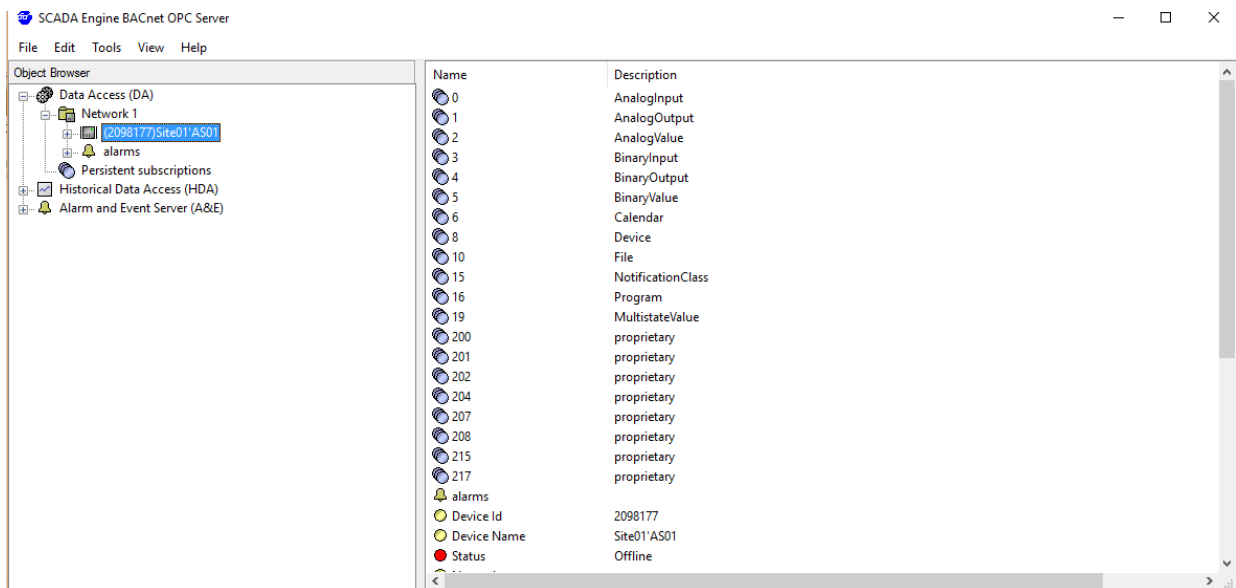 SCADA Engine BACnet OPC Server
File Edit Tools View Help
Object Browser
Data Access (DA)
Network 1
(2098177)Site01'AS01
alarms
Persistent subscriptions
Historical Data Access (HDA)
Alarm and Event Server (A&E)
Name Description
0 AnalogInput
1 AnalogOutput
2 AnalogValue
3 BinaryInput
4 BinaryOutput
5 BinaryValue
6 Calendar
8 Device
10 File
15 NotificationClass
16 Program
19 MultistateValue
200 proprietary
201 proprietary
202 proprietary
204 proprietary
207 proprietary
208 proprietary
215 proprietary
217 proprietary
alarms
Device Id 2098177
Device Name Site01'AS01
Status Offline